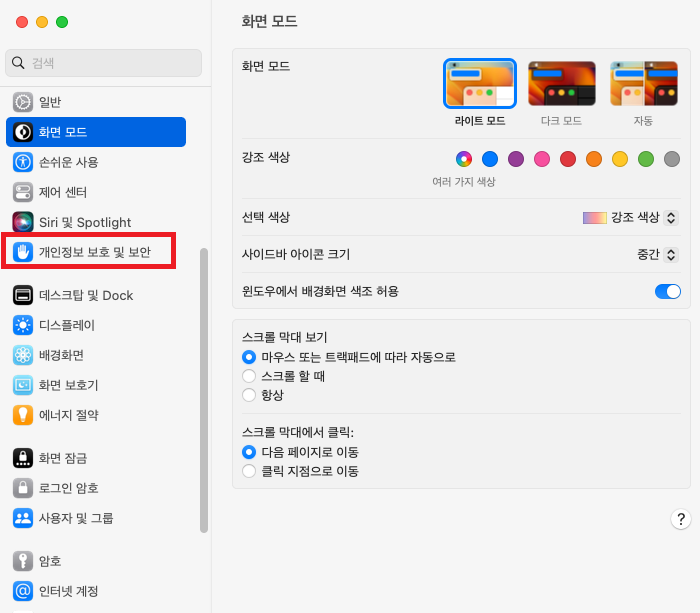 검색
일반
화면 모드
손쉬운 사용
제어 센터
Siri 및 Spotlight
개인정보 보호 및 보안
데스크탑 및 Dock
디스플레이
배경화면
화면 보호기
에너지 절약
화면 잠금
로그인 암호
사용자 및 그룹
암호
인터넷 계정
화면 모드
화면 모드
라이트 모드
다크 모드
자동
강조 색상
여러 가지 색상
선택 색상
강조 색상
사이드바 아이콘 크기
중간
윈도우에서 배경화면 색조 허용
스크롤 막대 보기
마우스 또는 트랙패드에 따라 자동으로
스크롤 할 때
항상
스크롤 막대에서 클릭:
다음 페이지로 이동
클릭 지점으로 이동
?